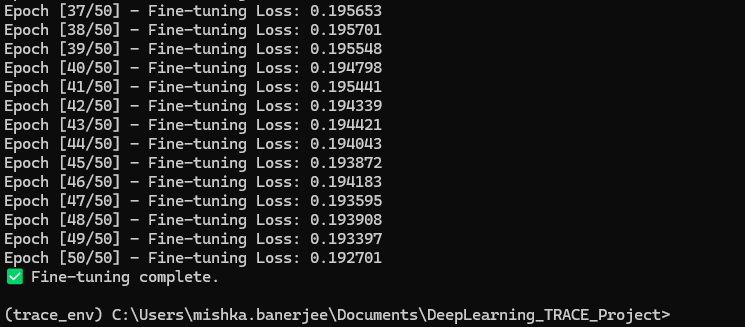 Epoch [37/50] - Fine-tuning Loss: 0.195653
Epoch [38/50] - Fine-tuning Loss: 0.195701
Epoch [39/50] - Fine-tuning Loss: 0.195548
Epoch [40/50] - Fine-tuning Loss: 0.194798
Epoch [41/50] - Fine-tuning Loss: 0.195441
Epoch [42/50] - Fine-tuning Loss: 0.194339
Epoch [43/50] - Fine-tuning Loss: 0.194421
Epoch [44/50] - Fine-tuning Loss: 0.194043
Epoch [45/50] - Fine-tuning Loss: 0.193872
Epoch [46/50] - Fine-tuning Loss: 0.194183
Epoch [47/50] - Fine-tuning Loss: 0.193595
Epoch [48/50] - Fine-tuning Loss: 0.193908
Epoch [49/50] - Fine-tuning Loss: 0.193397
Epoch [50/50] - Fine-tuning Loss: 0.192701
✅ Fine-tuning complete.
(trace_env) C:\Users\mishka.banerjee\Documents\DeepLearning_TRACE_Project>